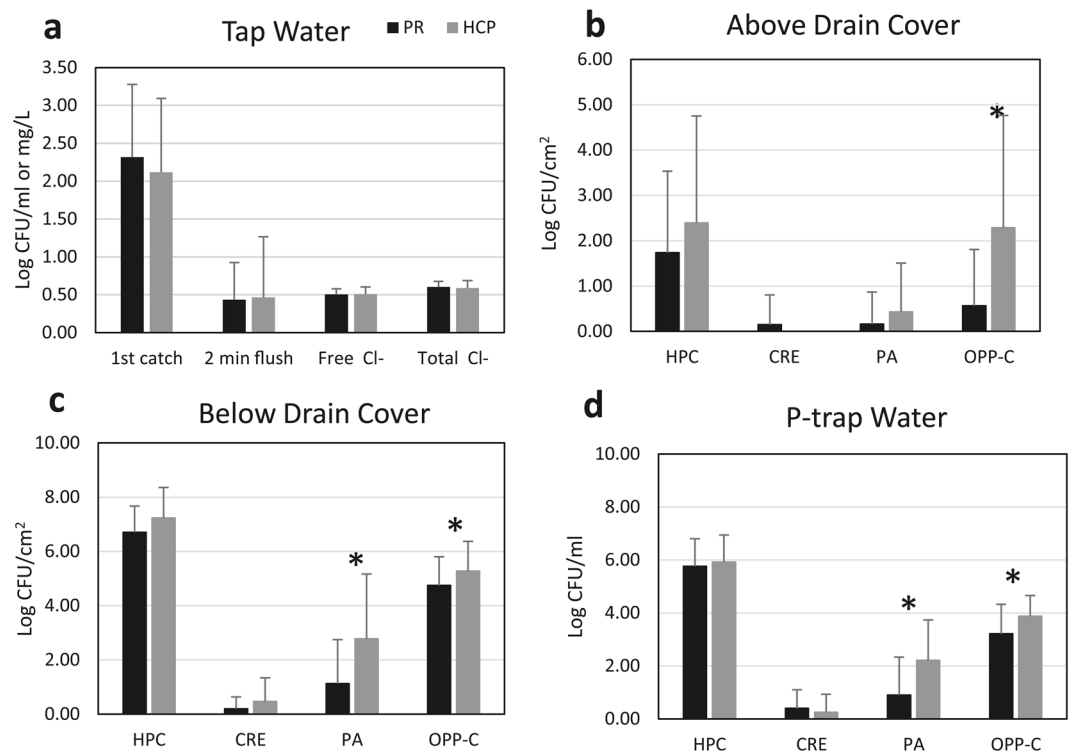 a
Tap Water
PR HCP
Log CFU/ml or mg/L
3.50
3.00
2.50
2.00
1.50
1.00
0.50
0.00
1st catch 2 min flush Free Cl- Total Cl-
b
Above Drain Cover
Log CFU/cm²
6.00
5.00
4.00
3.00
2.00
1.00
0.00
*
HPC CRE PA OPP-C
c
Below Drain Cover
Log CFU/cm²
10.00
8.00
6.00
4.00
2.00
0.00
* *
HPC CRE PA OPP-C
d
P-trap Water
Log CFU/ml
10.00
8.00
6.00
4.00
2.00
0.00
* *
HPC CRE PA OPP-C